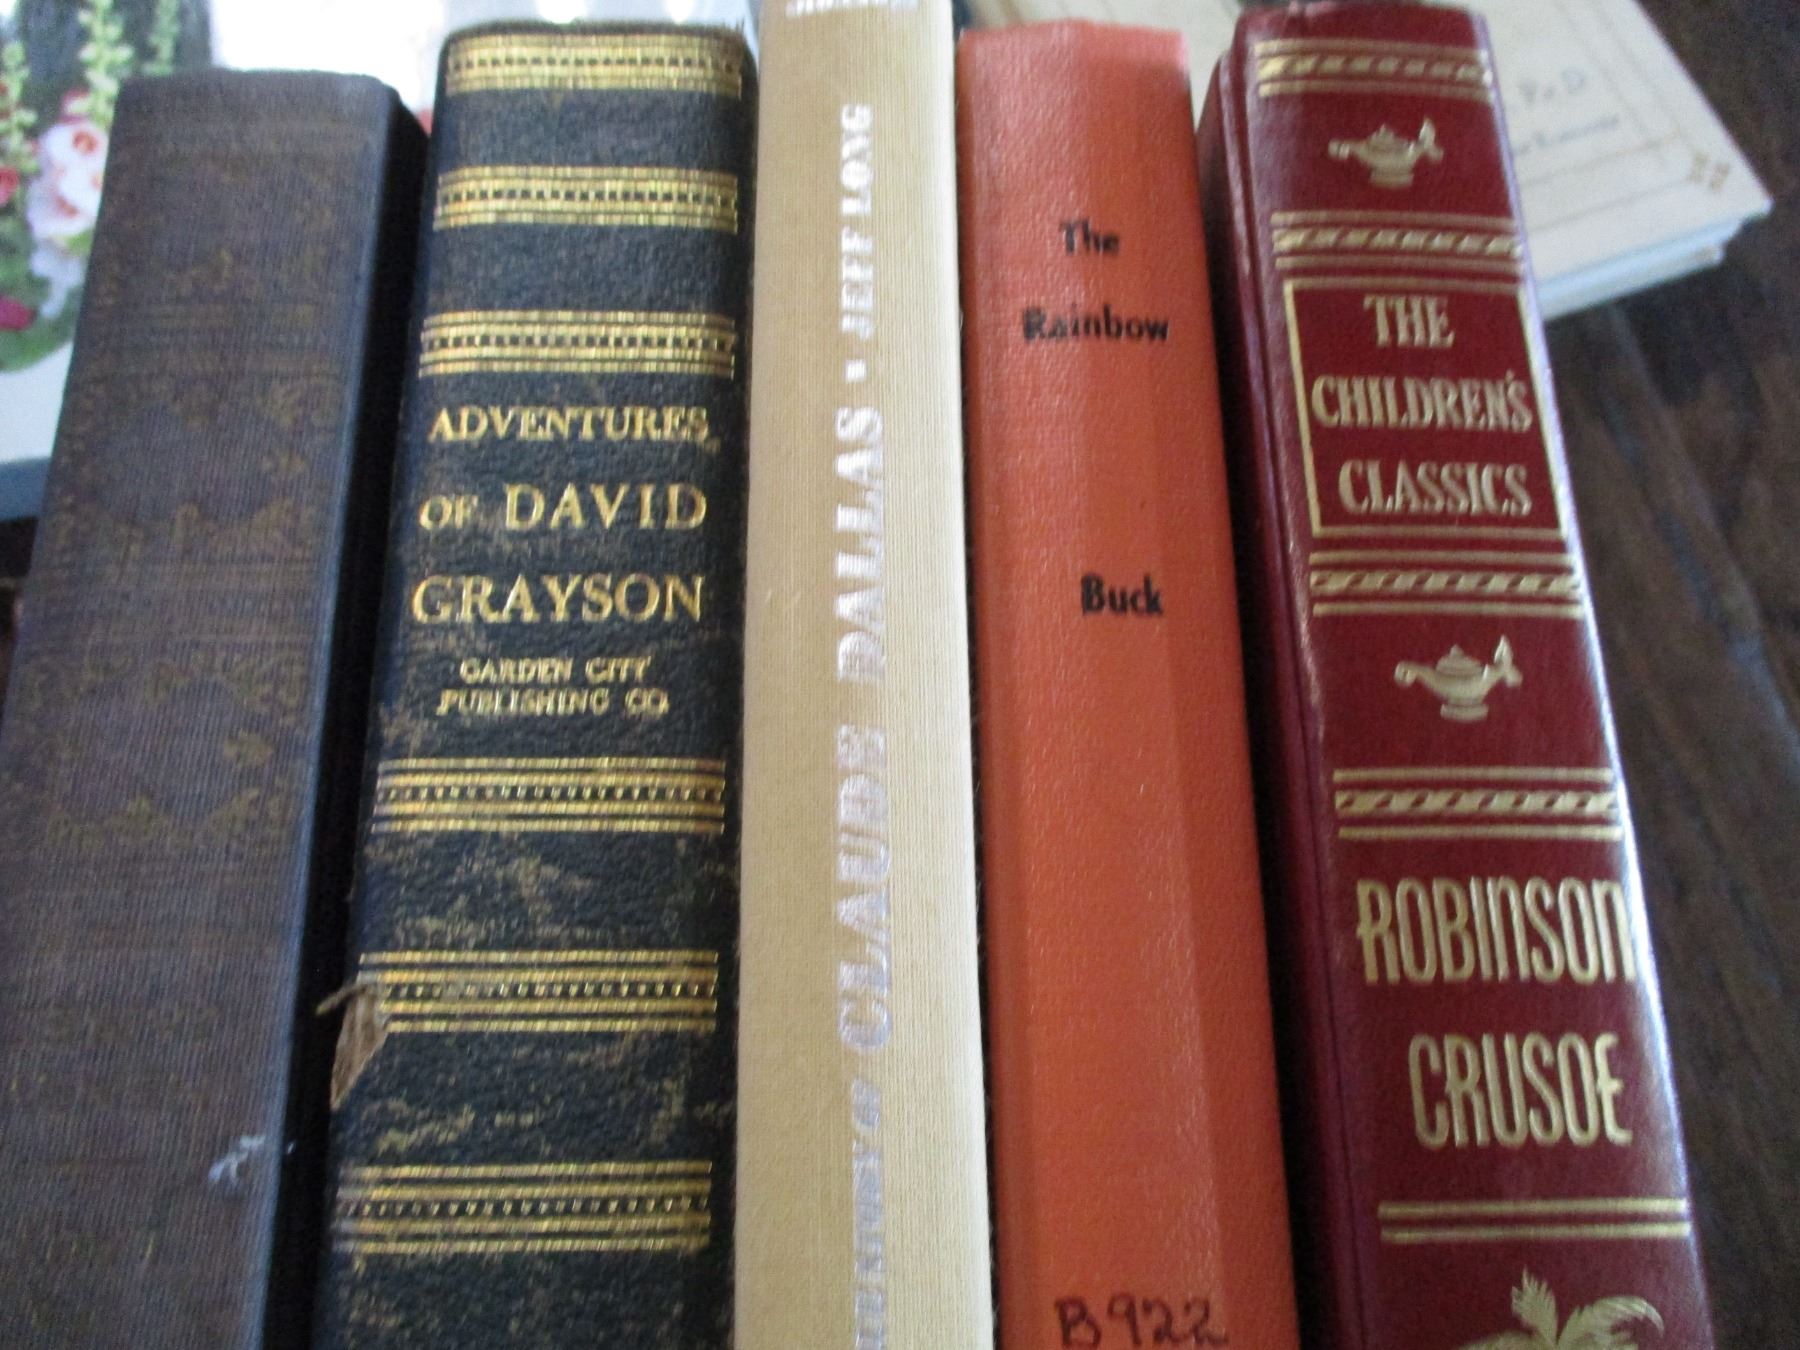 ADVENTURES
OF DAVID
GRAYSON
GARDEN CITY
PUBLISHING CO.
CLAUDE DALLAS • JEFF LONG
The
Rainbow
Buck
B922
THE
CHILDREN'S
CLASSICS
ROBINSON
CRUSOE